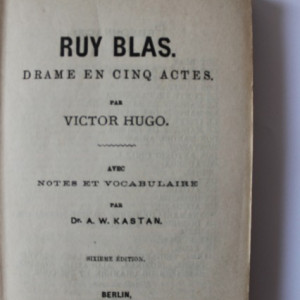 RUY BLAS.
DRAME EN CINQ ACTES,
PAR
VICTOR HUGO.
AVEC
NOTES ET VOCABULAIRE
PAR
Dr. A. W. KASTAN.
SIXIÈME ÉDITION.
BERLIN,